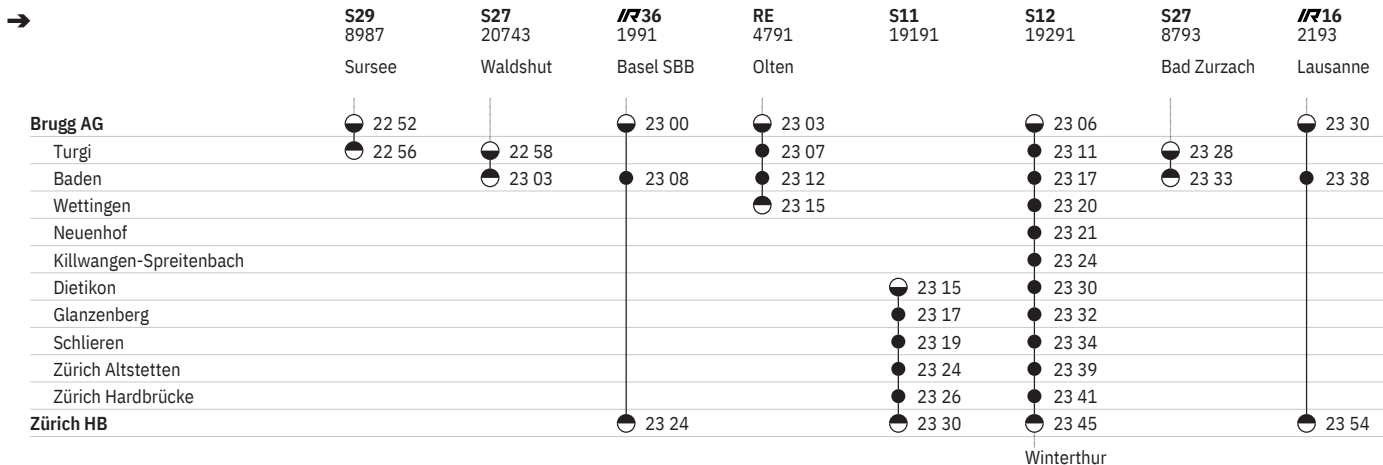 ➔ S29 S27 IR36 RE S11 S12 S27 IR16
8987 20743 1991 4791 19191 19291 8793 2193
Sursee Waldshut Basel SBB Olten Bad Zurzach Lausanne
Brugg AG 22 52 23 00 23 03 23 06 23 30
Turgi 22 56 22 58 23 07 23 11 23 28
Baden 23 03 23 08 23 12 23 17 23 33 23 38
Wettingen 23 15 23 20
Neuenhof 23 21
Killwangen-Spreitenbach 23 24
Dietikon 23 15 23 30
Glanzenberg 23 17 23 32
Schlieren 23 19 23 34
Zürich Altstetten 23 24 23 39
Zürich Hardbrücke 23 26 23 41
Zürich HB 23 24 23 30 23 45 23 54
Winterthur